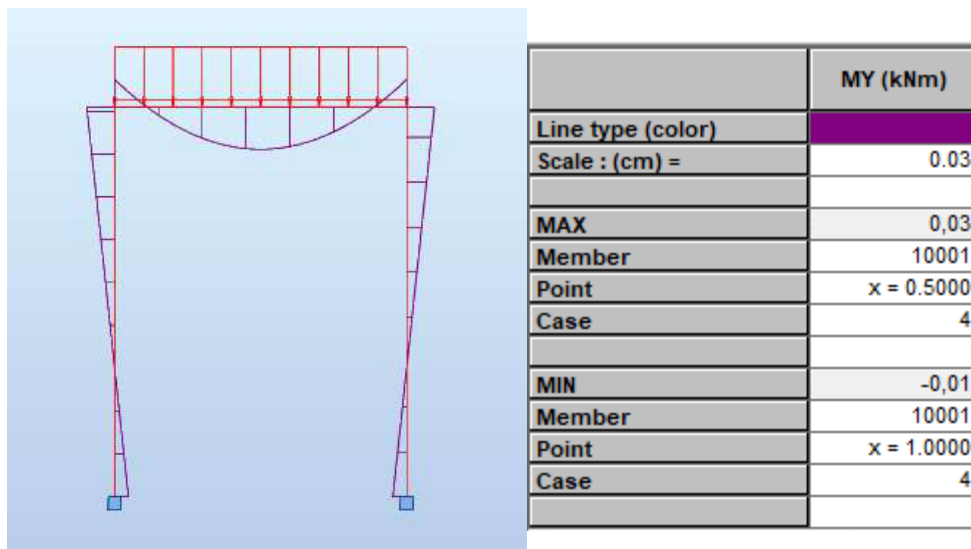 MY (kNm)
Line type (color)
Scale : (cm) = 0.03
MAX 0,03
Member 10001
Point x = 0.5000
Case 4
MIN -0,01
Member 10001
Point x = 1.0000
Case 4